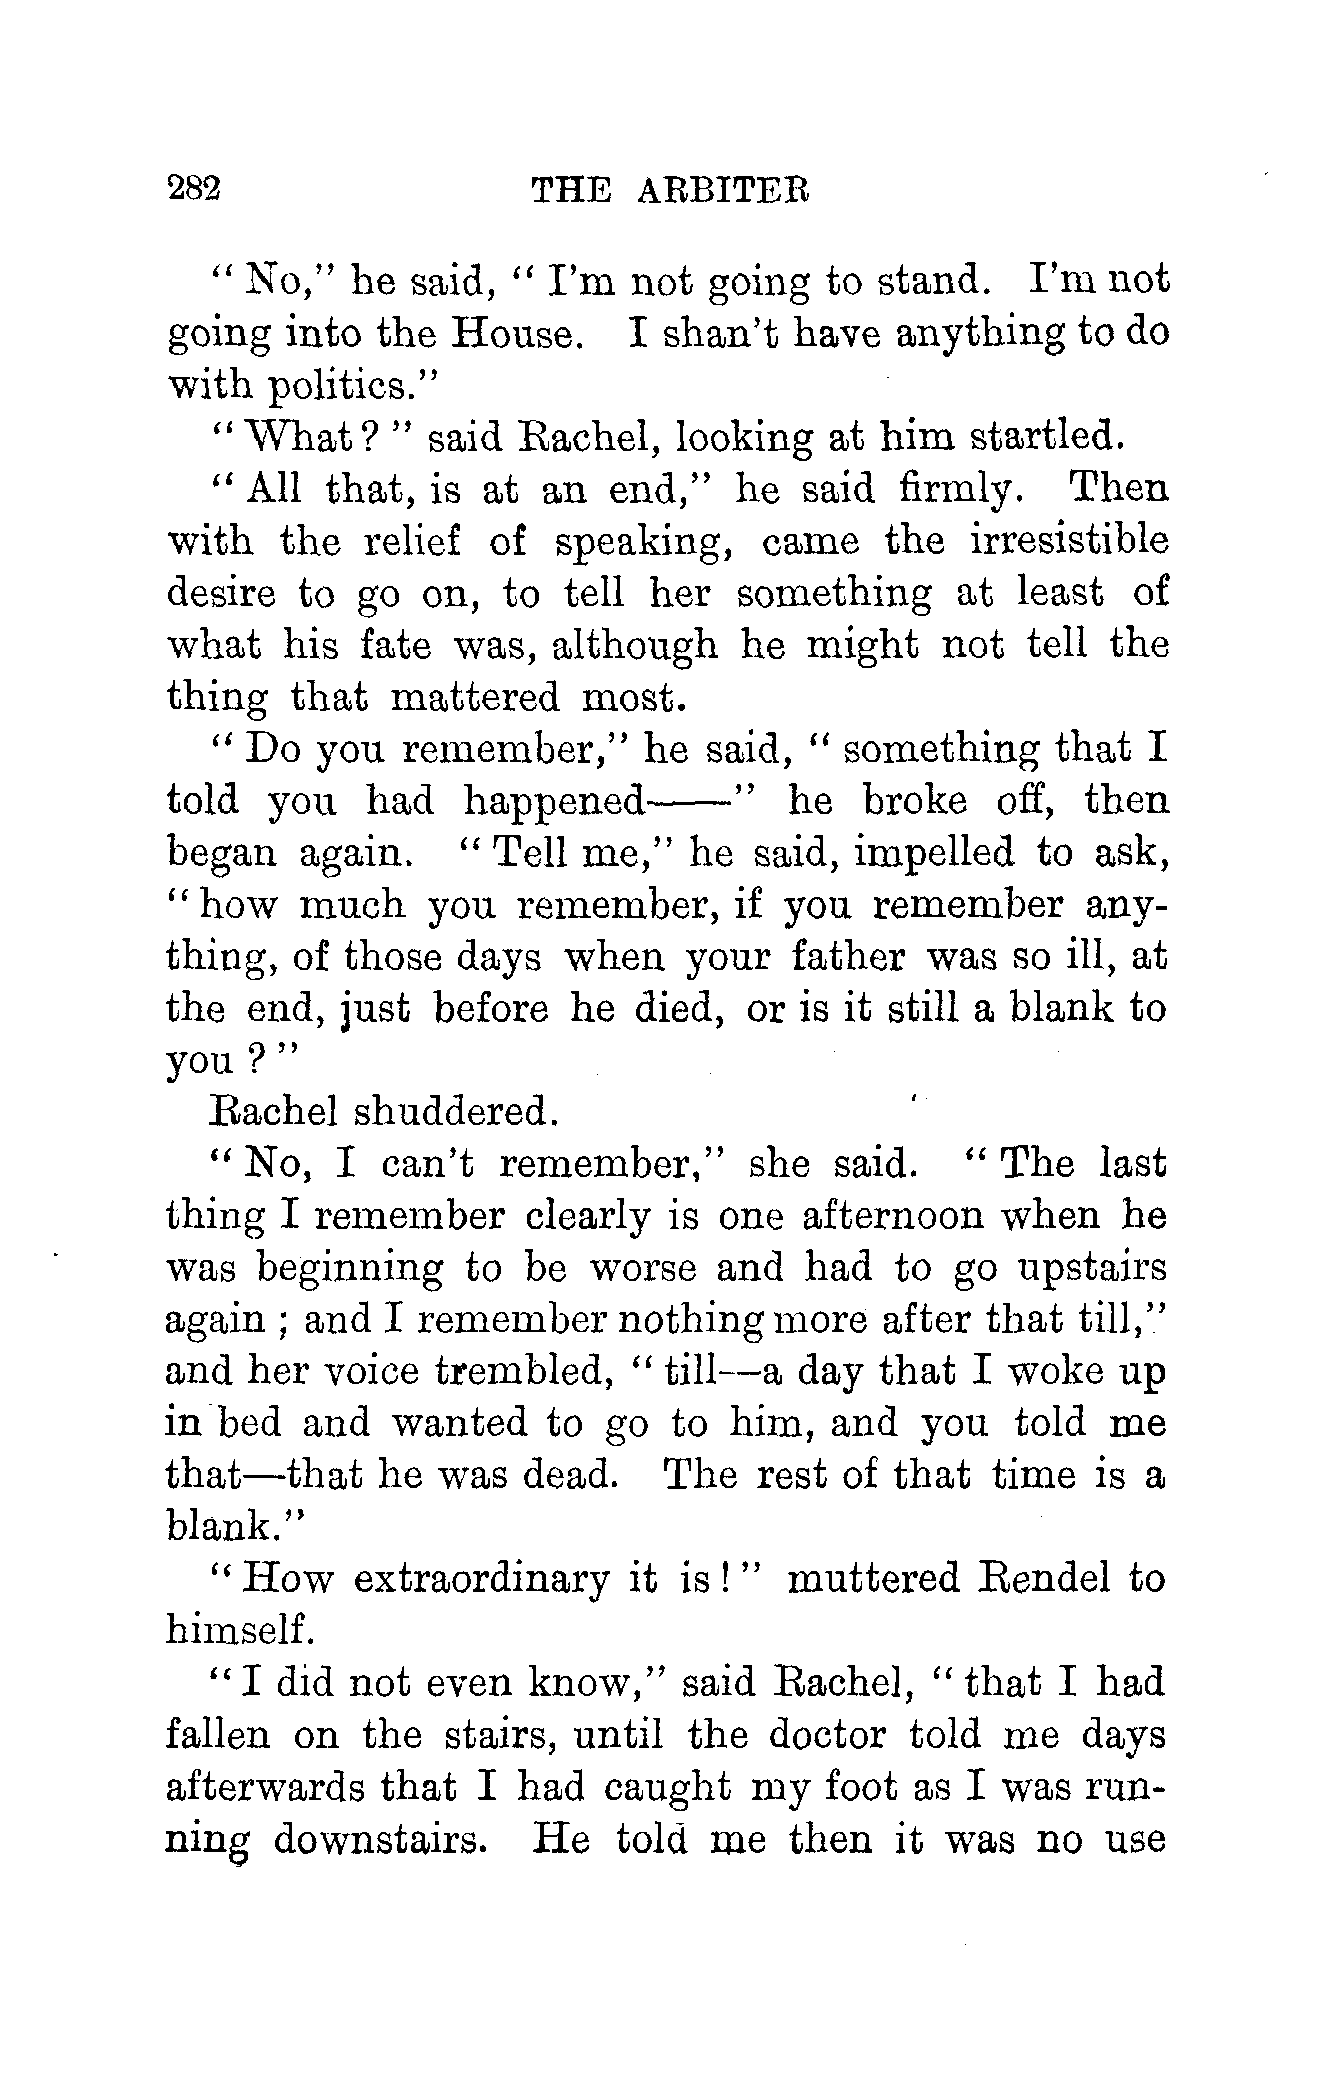 282 THE ARBITER
" No," he said, " I'm not going to stand. I'm not
going into the House. I shan't have anything to do
with politics."
" What ? " said Rachel, looking at him startled.
" All that, is at an end," he said firmly. Then
with the relief of speaking, came the irresistible
desire to go on, to tell her something at least of
what his fate was, although he might not tell the
thing that mattered most.
" Do you remember," he said, " something that I
told you had happened——" he broke off, then
began again. " Tell me," he said, impelled to ask,
" how much you remember, if you remember any-
thing, of those days when your father was so ill, at
the end, just before he died, or is it still a blank to
you ? "
Rachel shuddered.
" No, I can't remember," she said. " The last
thing I remember clearly is one afternoon when he
was beginning to be worse and had to go upstairs
again ; and I remember nothing more after that till,"
and her voice trembled, " till—a day that I woke up
in bed and wanted to go to him, and you told me
that—that he was dead. The rest of that time is a
blank."
" How extraordinary it is ! " muttered Rendel to
himself.
" I did not even know," said Rachel, " that I had
fallen on the stairs, until the doctor told me days
afterwards that I had caught my foot as I was run-
ning downstairs. He told me then it was no use